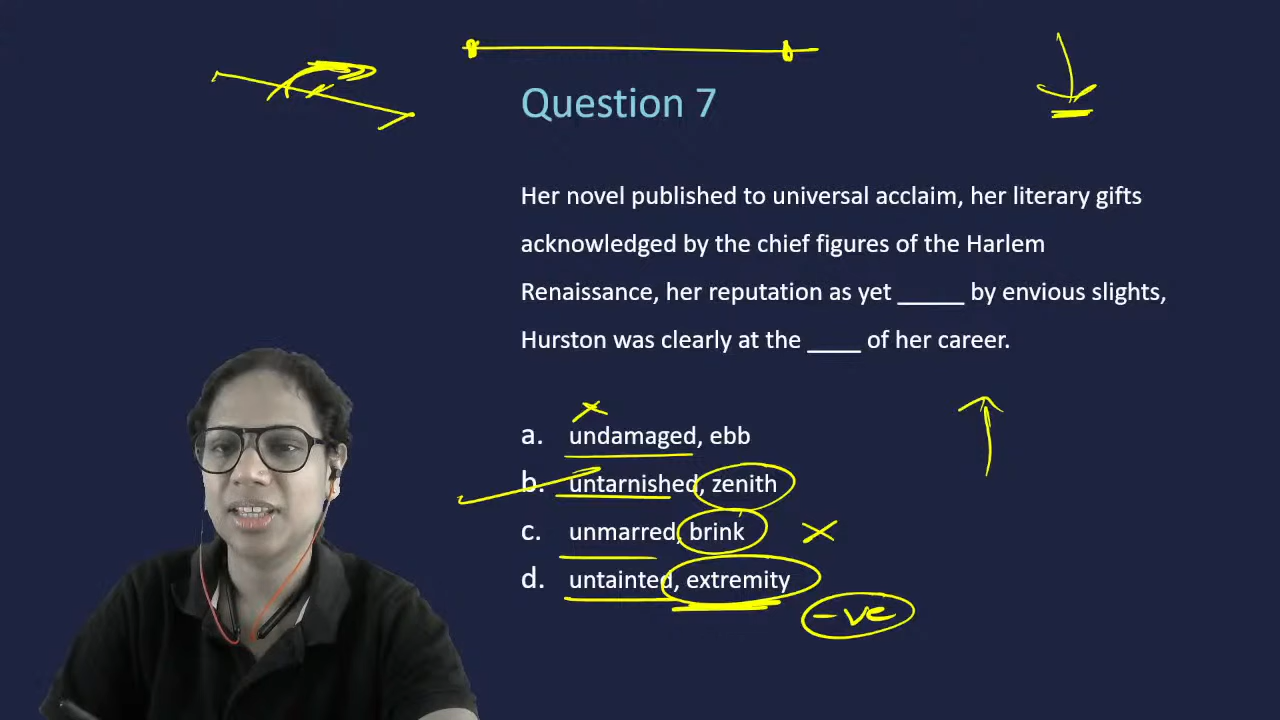 Question 7
Her novel published to universal acclaim, her literary gifts
acknowledged by the chief figures of the Harlem
Renaissance, her reputation as yet _____ by envious slights,
Hurston was clearly at the ____ of her career.
a. undamaged, ebb
b. untarnished, zenith
c. unmarred, brink
d. untainted, extremity
-ve